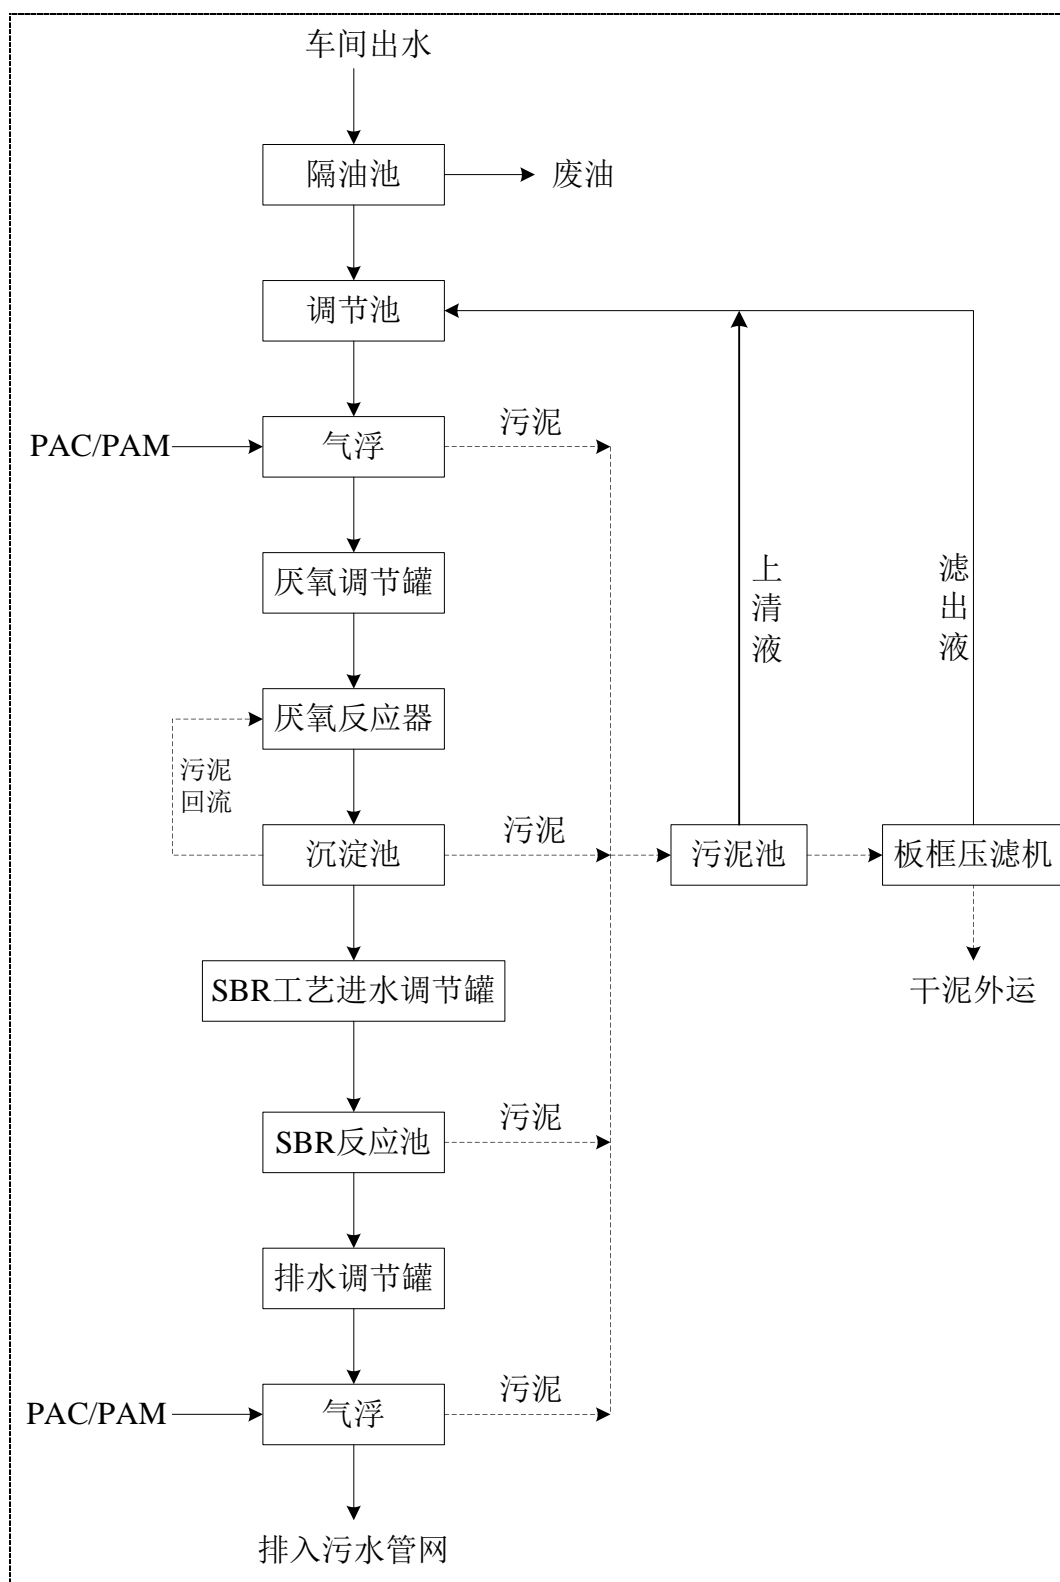 车间出水
隔油池
废油
调节池
PAC/PAM
气浮
污泥
厌氧调节罐
上清液
滤出液
厌氧反应器
污泥
回流
沉淀池
污泥
污泥池
板框压滤机
SBR工艺进水调节罐
干泥外运
SBR反应池
污泥
排水调节罐
PAC/PAM
气浮
污泥
排入污水管网